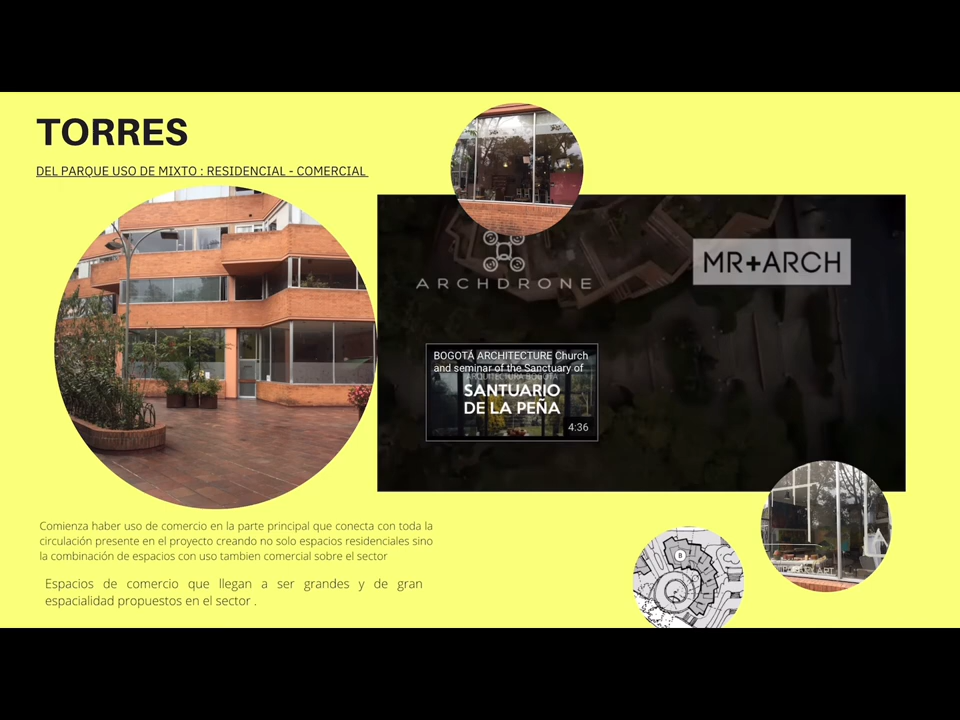 TORRES
DEL PARQUE USO DE MIXTO : RESIDENCIAL - COMERCIAL
ARCHDRONE
MR+ARCH
BOGOTÁ ARCHITECTURE Church
and seminar of the Sanctuary of
ARQUITECTURA BOGOTÁ
SANTUARIO
DE LA PEÑA
4:36
Comienza haber uso de comercio en la parte principal que conecta con toda la
circulación presente en el proyecto creando no solo espacios residenciales sino
la combinación de espacios con uso tambien comercial sobre el sector
Espacios de comercio que llegan a ser grandes y de gran
espacialidad propuestos en el sector .
B